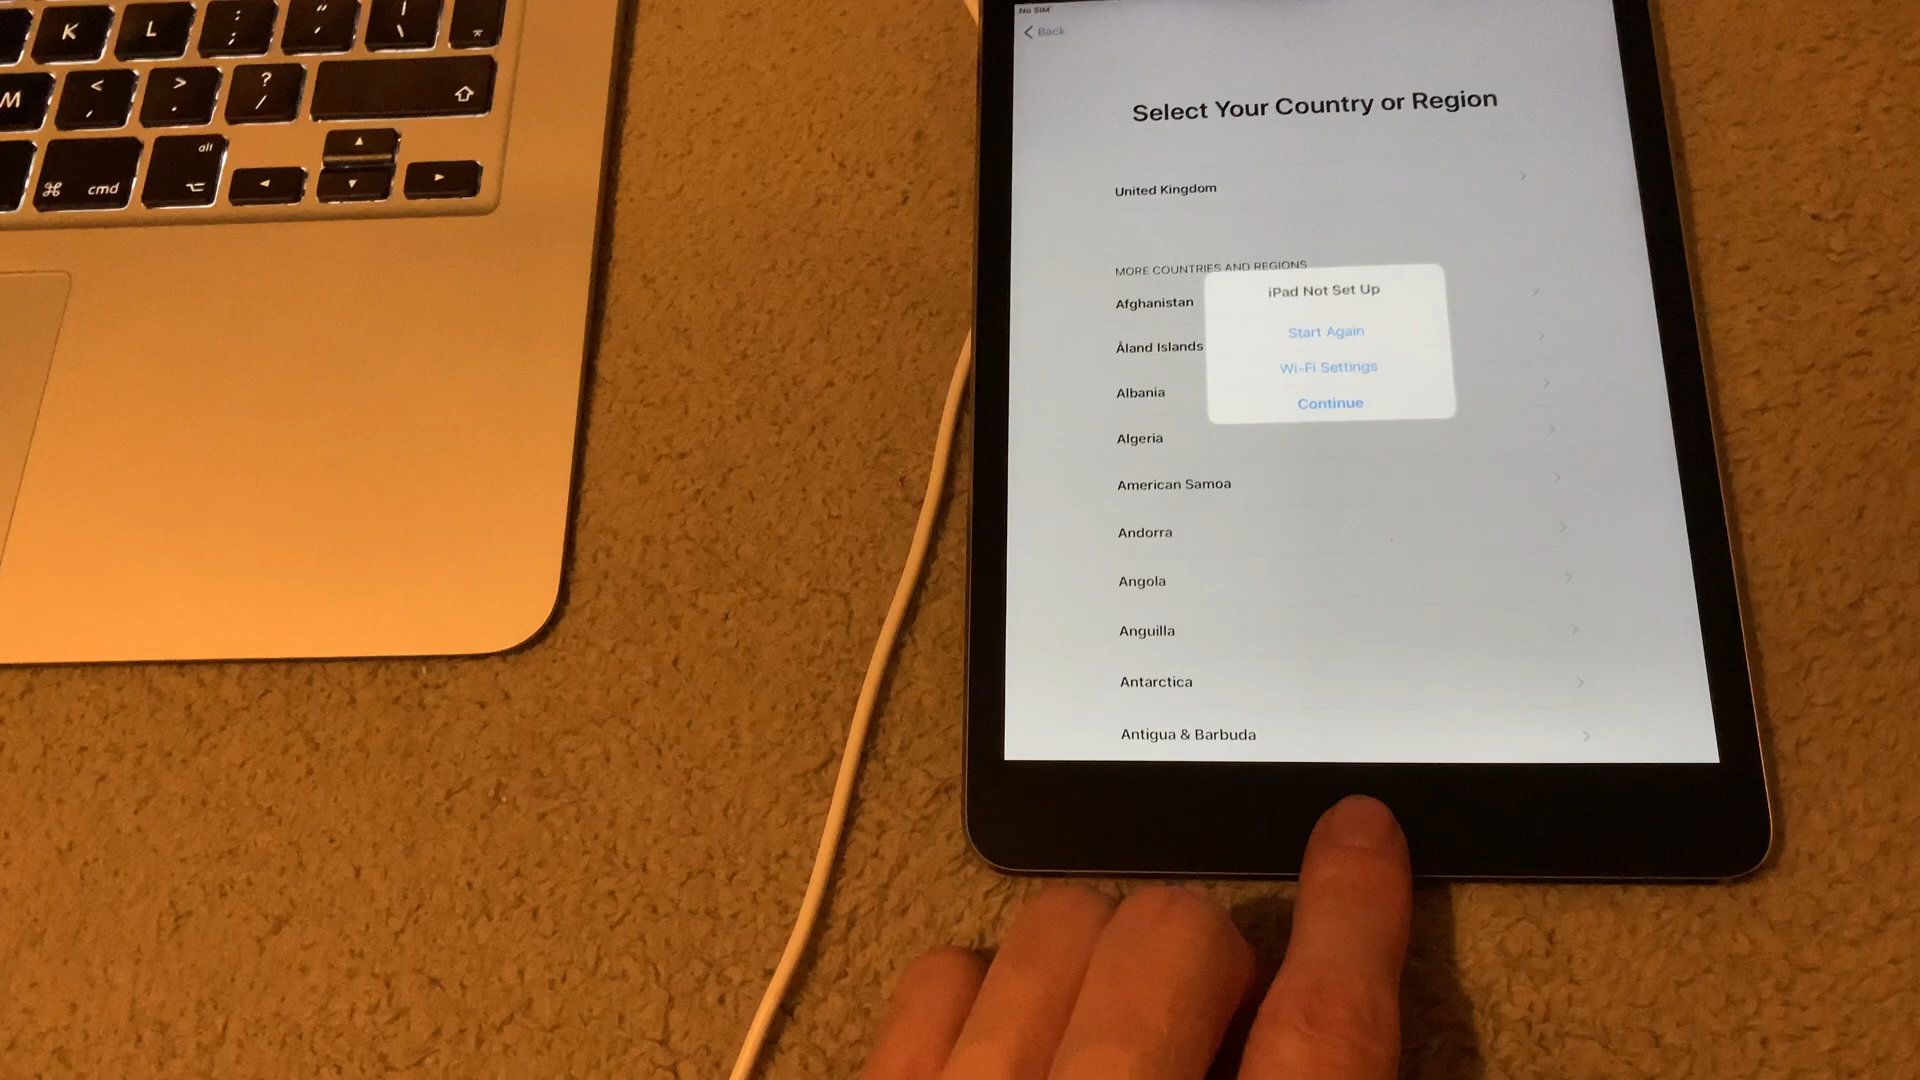 K L : ; " ' | \
M < , > . ? /
cmd alt
No SIM
Back
Select Your Country or Region
United Kingdom
MORE COUNTRIES AND REGIONS
Afghanistan
Åland Islands
Albania
Algeria
American Samoa
Andorra
Angola
Anguilla
Antarctica
Antigua & Barbuda
iPad Not Set Up
Start Again
Wi-Fi Settings
Continue